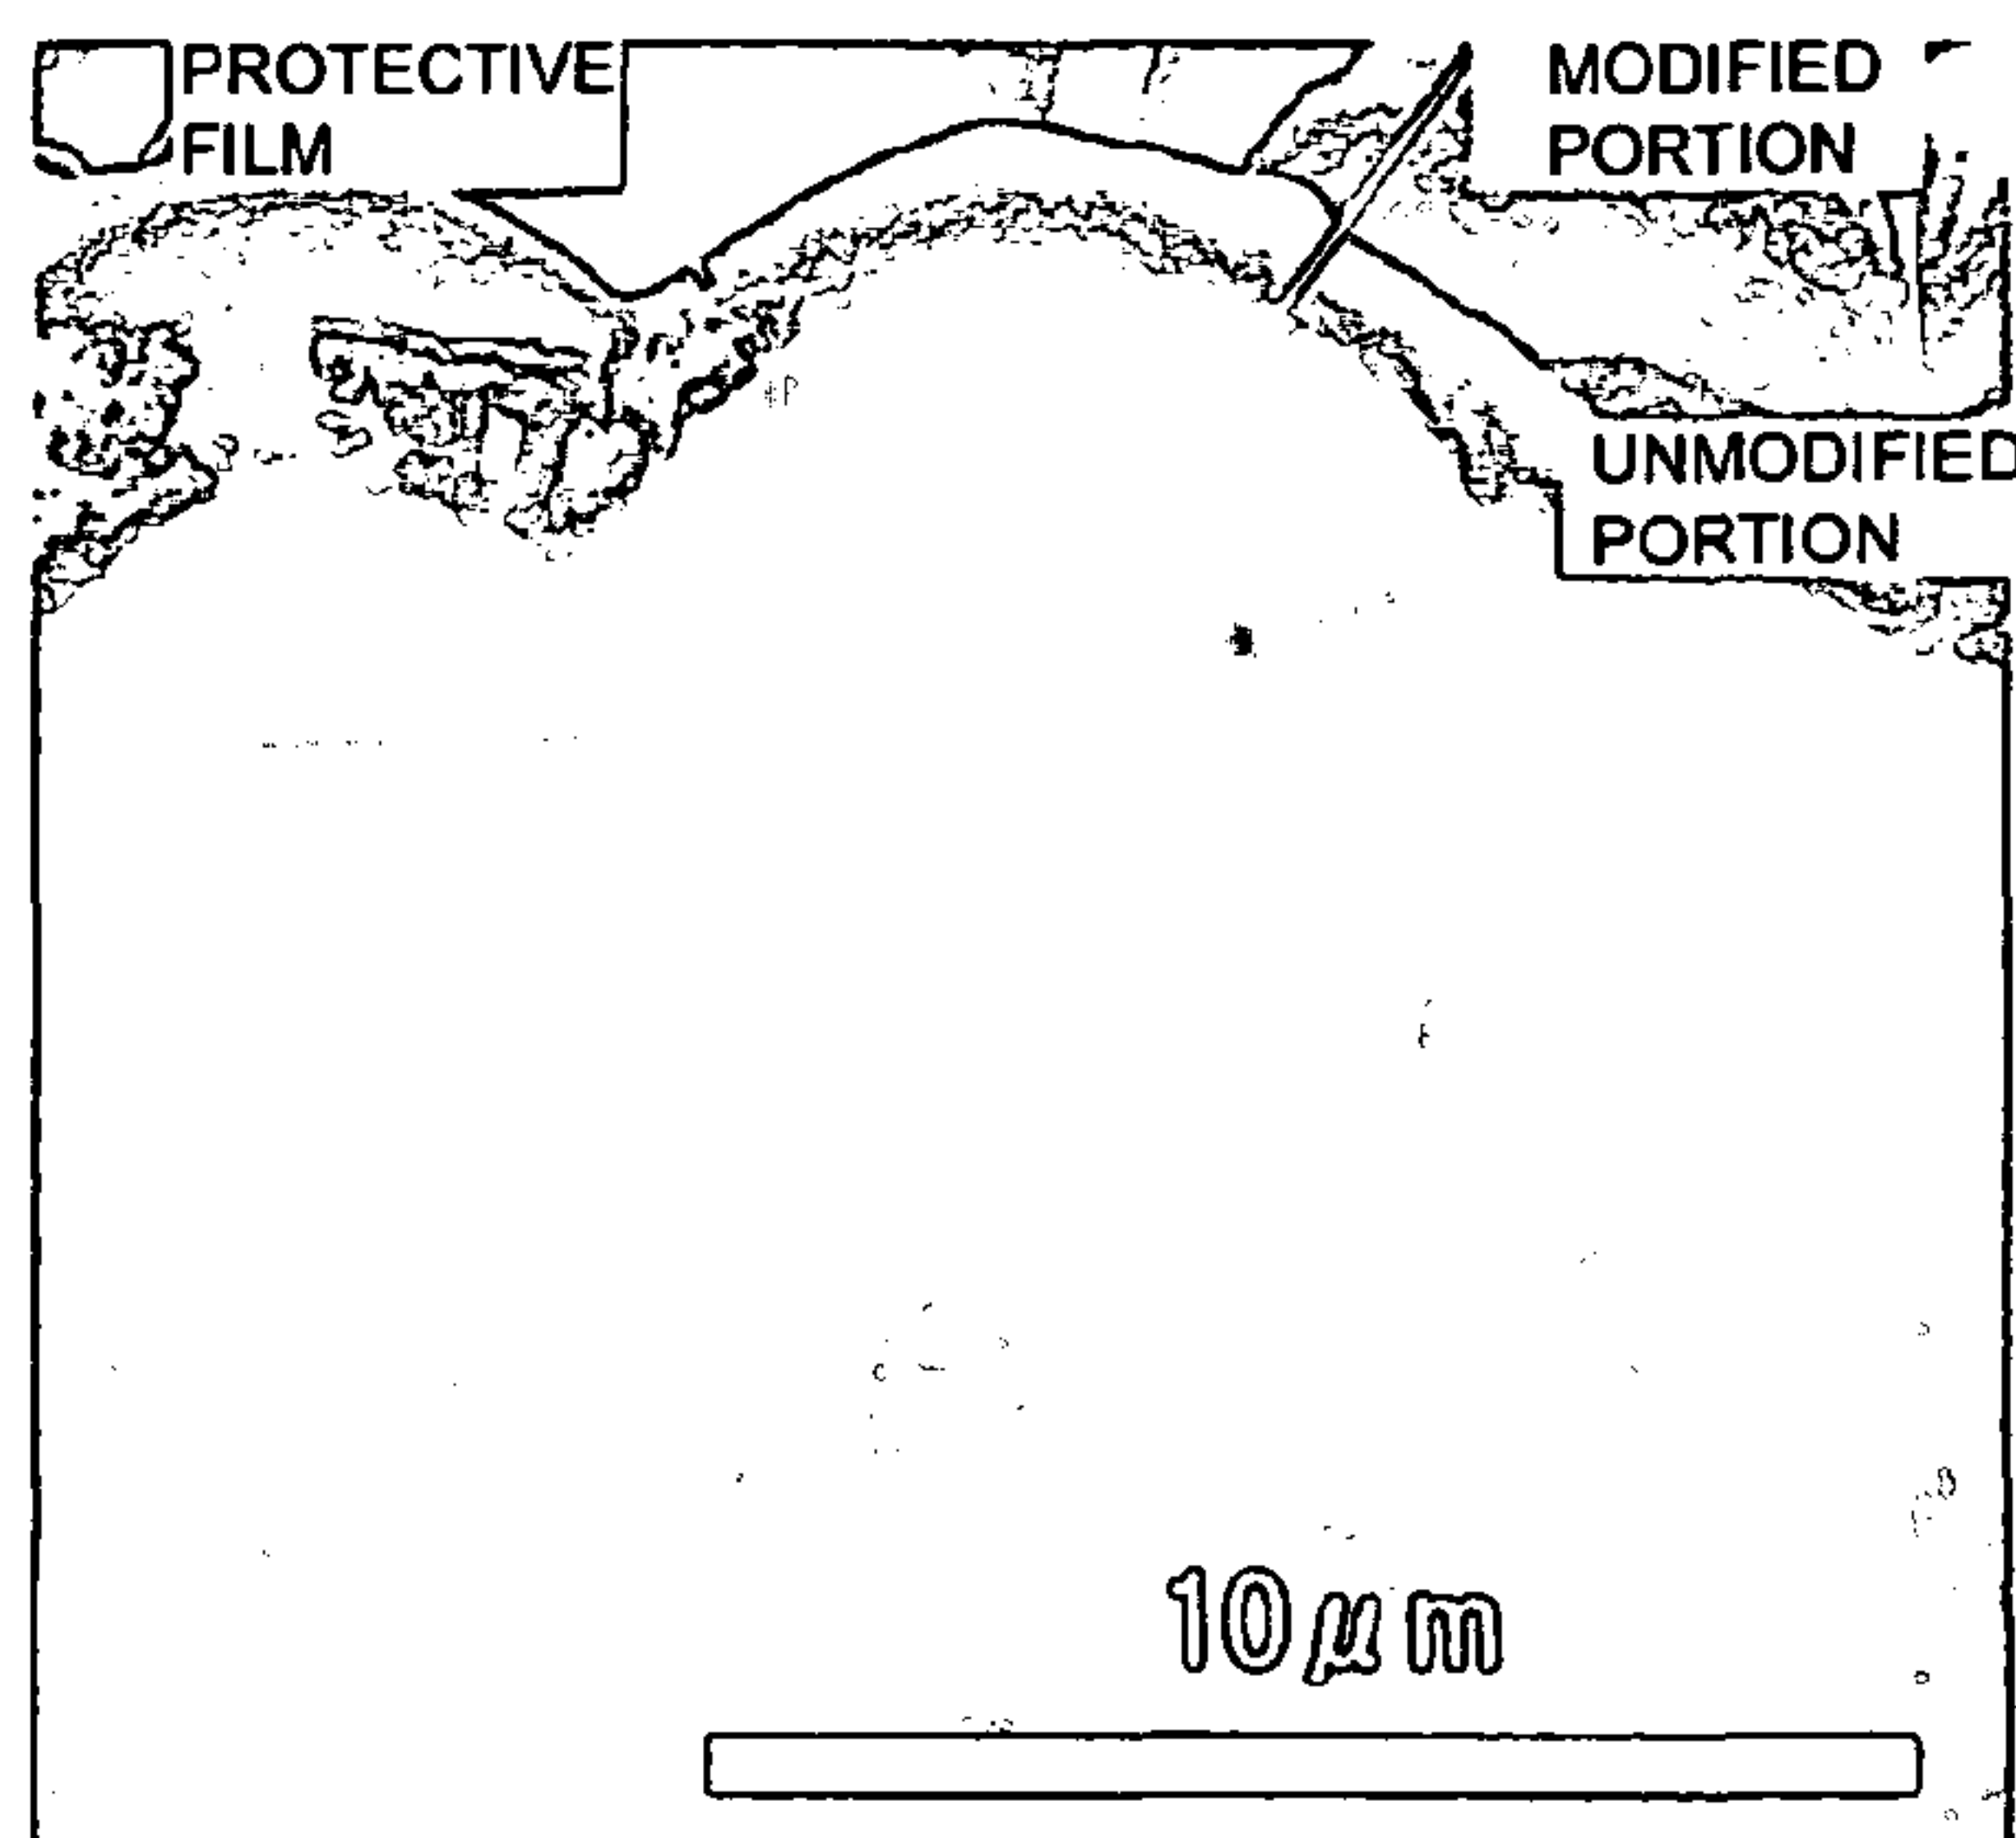 PROTECTIVE
FILM
MODIFIED
PORTION
UNMODIFIED
PORTION
10μm